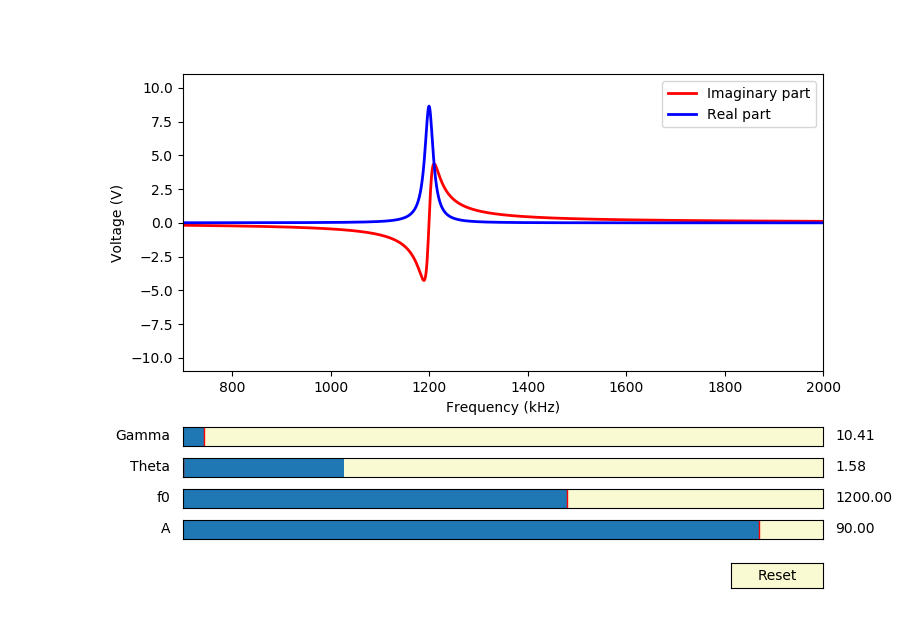 10.0
7.5
5.0
2.5
0.0
−2.5
−5.0
−7.5
−10.0
Voltage (V)
Imaginary part
Real part
800 1000 1200 1400 1600 1800 2000
Frequency (kHz)
Gamma 10.41
Theta 1.58
f0 1200.00
A 90.00
Reset